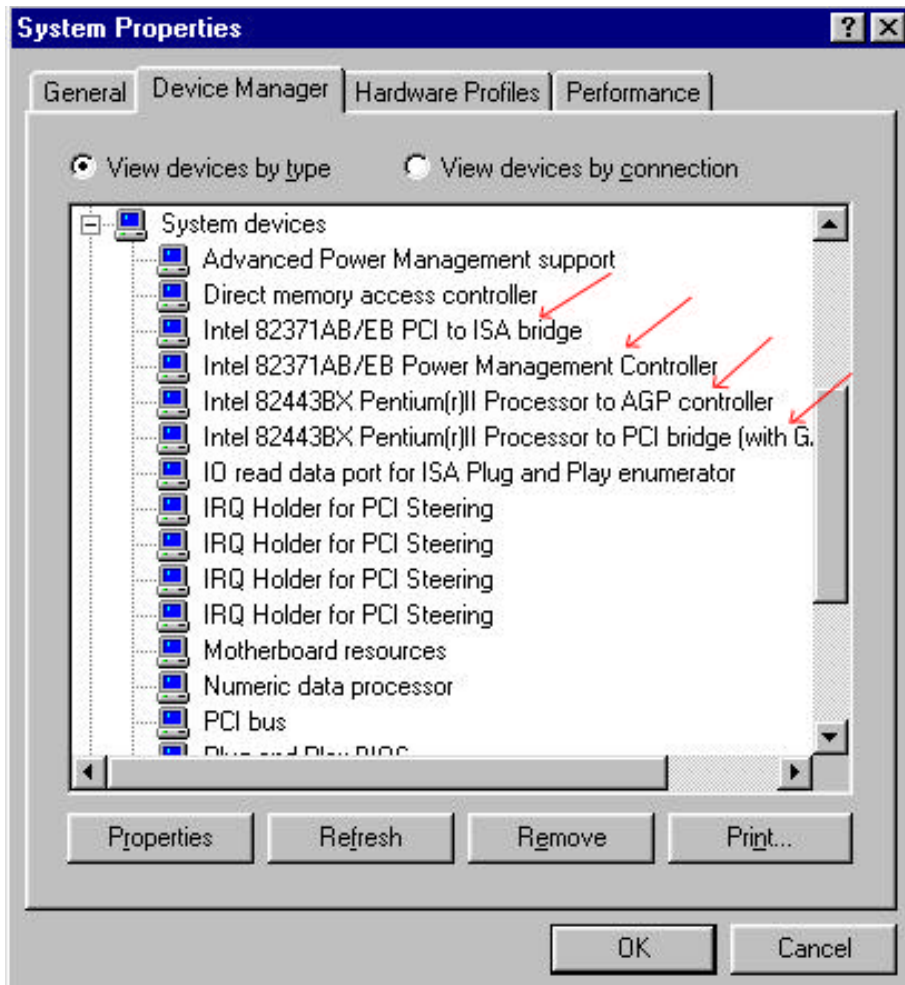 System Properties
General Device Manager Hardware Profiles Performance
View devices by type View devices by connection
System devices
Advanced Power Management support
Direct memory access controller
Intel 82371AB/EB PCI to ISA bridge
Intel 82371AB/EB Power Management Controller
Intel 82443BX Pentium(r)II Processor to AGP controller
Intel 82443BX Pentium(r)II Processor to PCI bridge (with G.
IO read data port for ISA Plug and Play enumerator
IRQ Holder for PCI Steering
IRQ Holder for PCI Steering
IRQ Holder for PCI Steering
IRQ Holder for PCI Steering
Motherboard resources
Numeric data processor
PCI bus
Plug and Play BIOS
Properties Refresh Remove Print...
OK Cancel